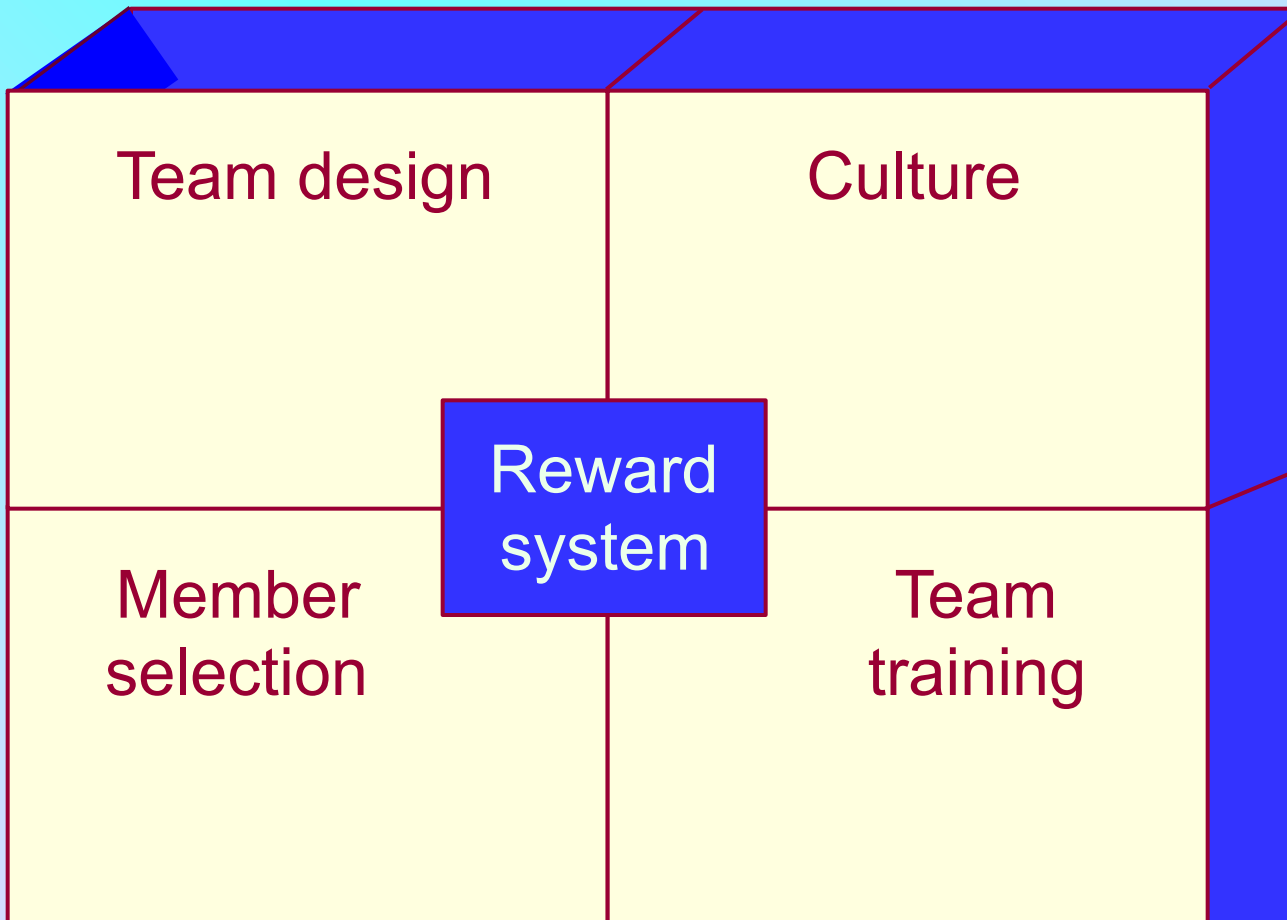 Team design
Culture
Reward
system
Member
selection
Team
training